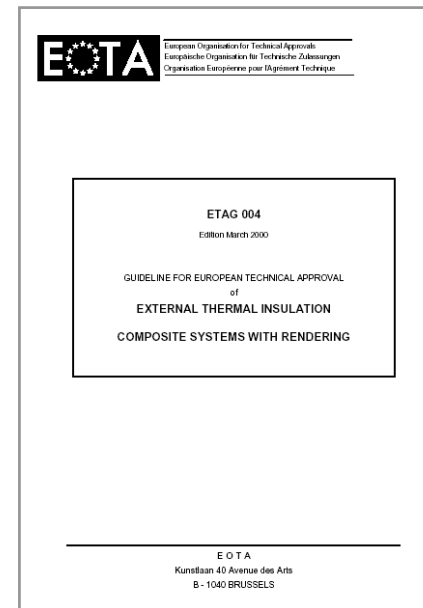 EOTA
European Organisation for Technical Approvals
Europäische Organisation für Technische Zulassungen
Organisation Européenne pour l'Agrément Technique
ETAG 004
Edition March 2000
GUIDELINE FOR EUROPEAN TECHNICAL APPROVAL
of
EXTERNAL THERMAL INSULATION
COMPOSITE SYSTEMS WITH RENDERING
E O T A
Kunstlaan 40 Avenue des Arts
B - 1040 BRUSSELS